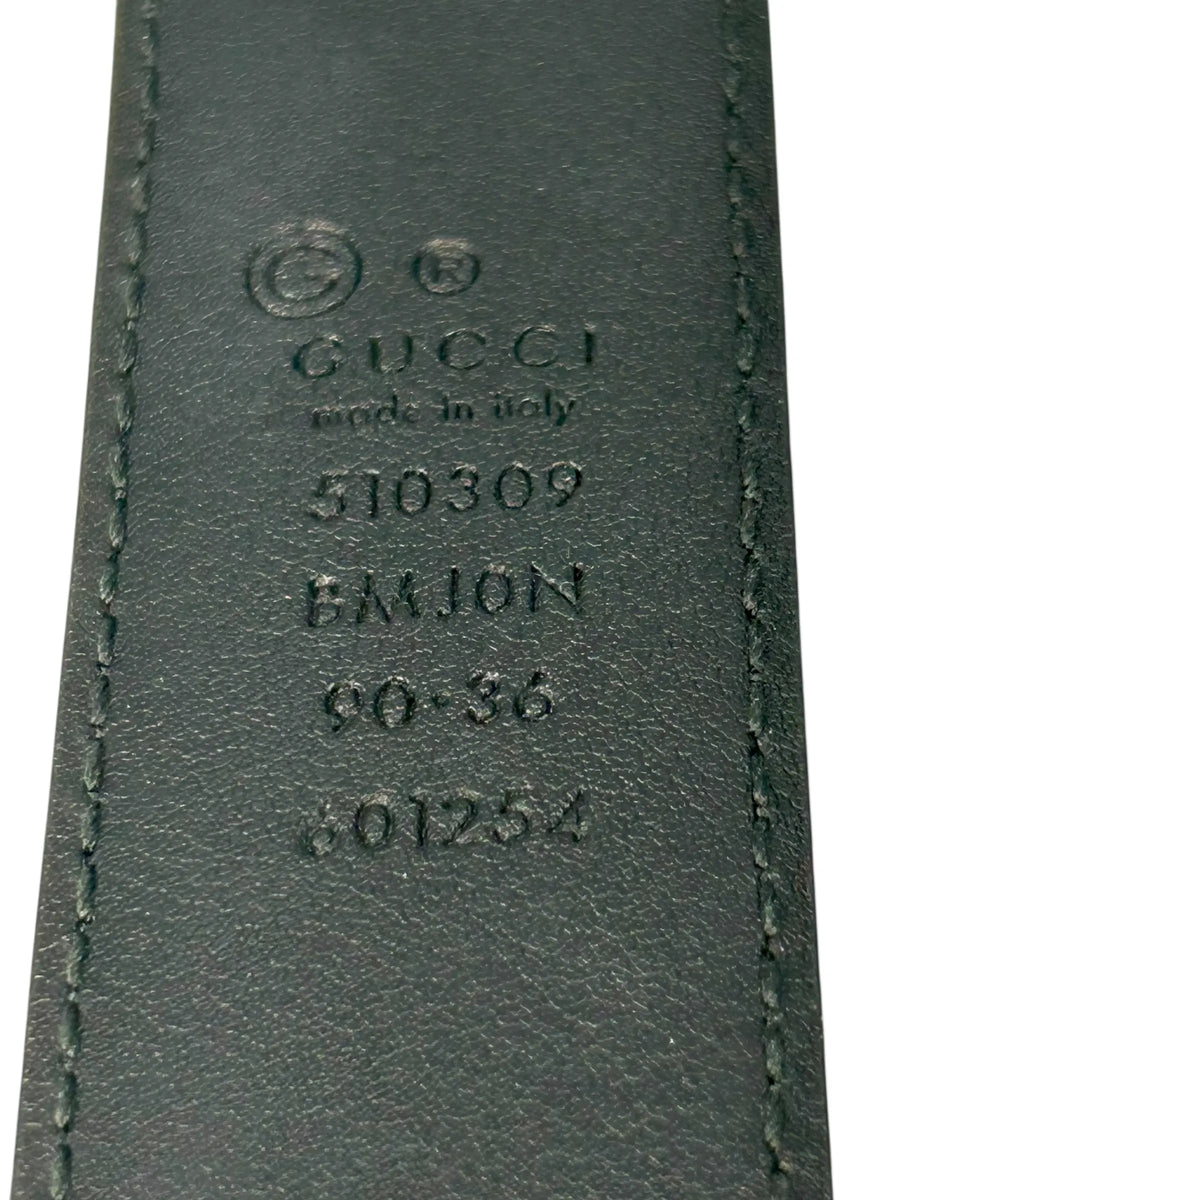 © ®
GUCCI
made in italy
510309
BMJ0N
90·36
601254